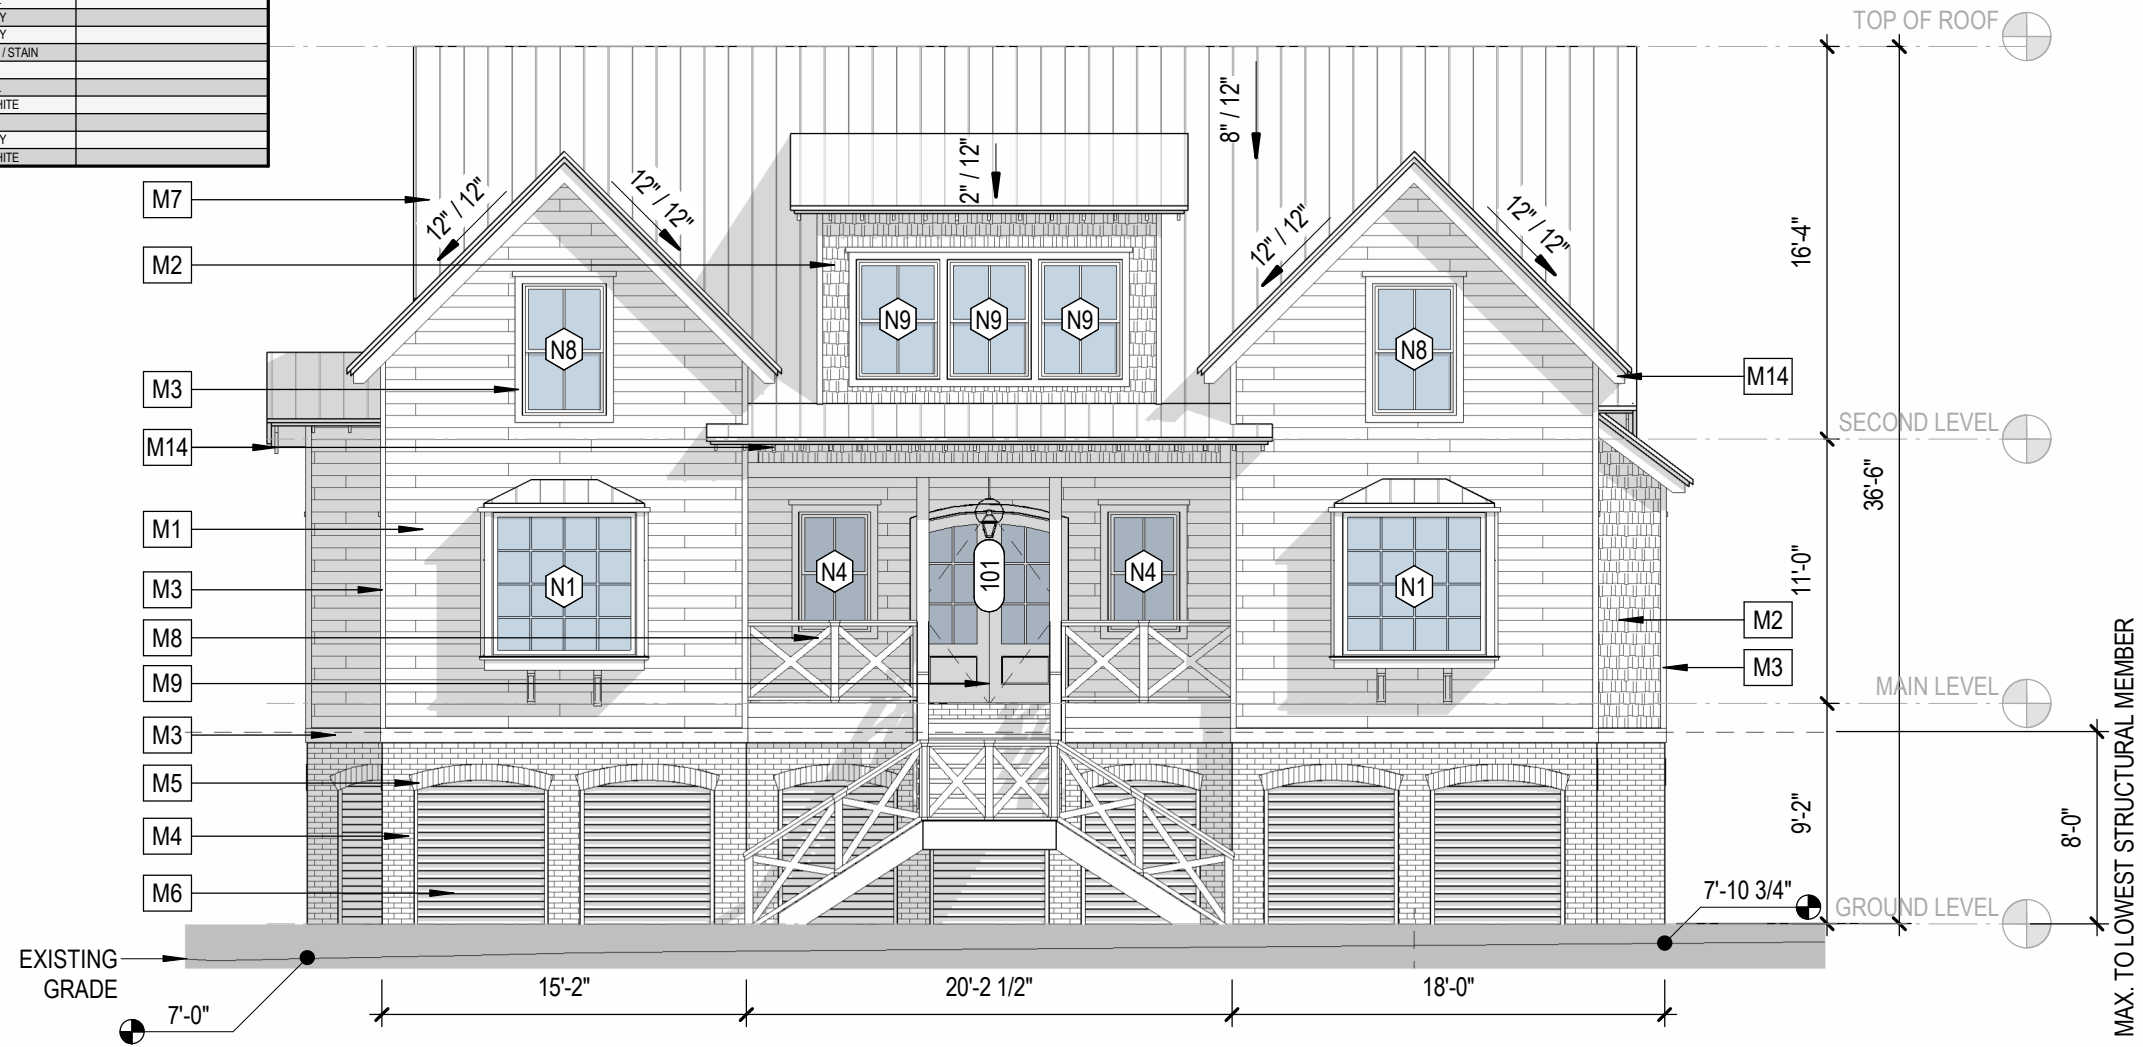 Y
Y
/ STAIN
HITE
Y
HITE
TOP OF ROOF
M7
M2
M3
M14
M1
M3
M8
M9
M3
M5
M4
M6
12" / 12"
12" / 12"
2" / 12"
8" / 12"
12" / 12"
12" / 12"
N8
N9
N9
N9
N8
N1
N4
101
N4
N1
M14
M2
M3
16'-4"
SECOND LEVEL
36'-6"
11'-0"
MAIN LEVEL
9'-2"
8'-0"
MAX. TO LOWEST STRUCTURAL MEMBER
7'-10 3/4"
GROUND LEVEL
EXISTING
GRADE
7'-0"
15'-2"
20'-2 1/2"
18'-0"